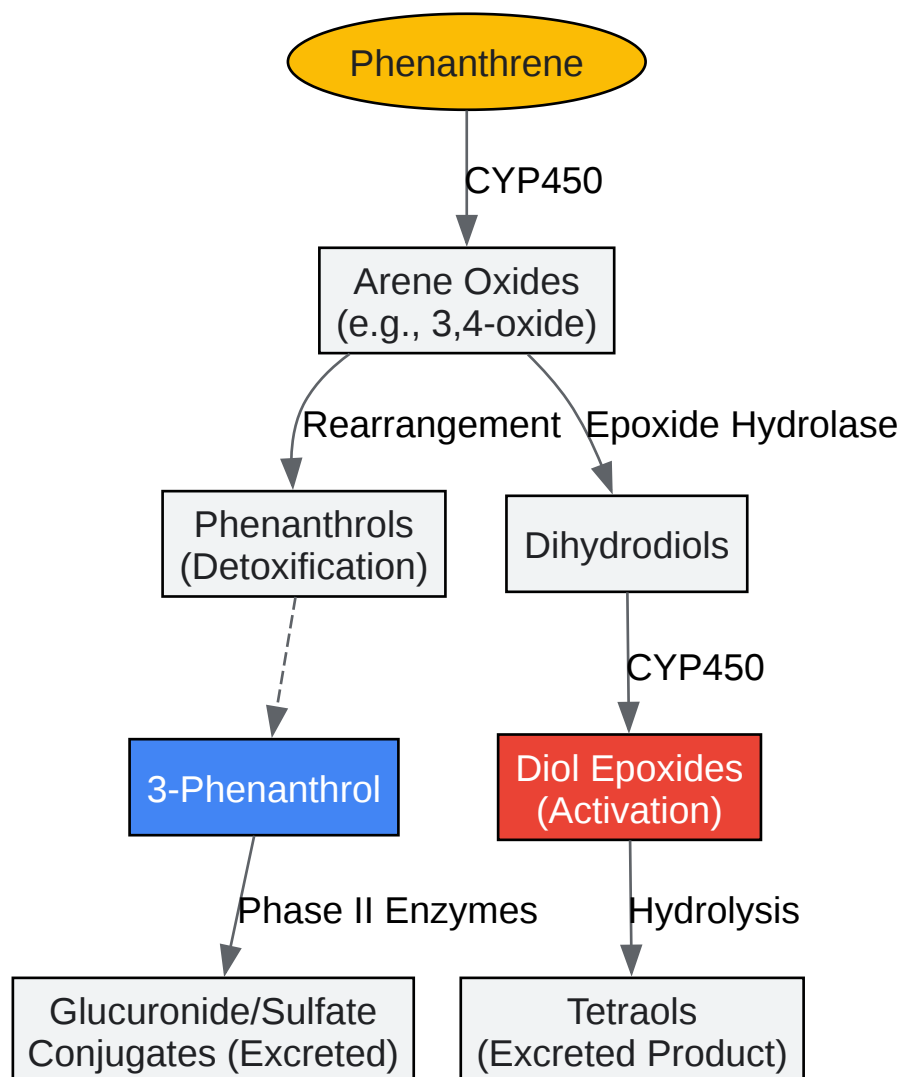 Phenanthrene
CYP450
Arene Oxides
(e.g., 3,4-oxide)
Rearrangement
Epoxide Hydrolase
Phenanthrols
(Detoxification)
Dihydrodiols
CYP450
3-Phenanthrol
Diol Epoxides
(Activation)
Phase II Enzymes
Hydrolysis
Glucuronide/Sulfate
Conjugates (Excreted)
Tetraols
(Excreted Product)